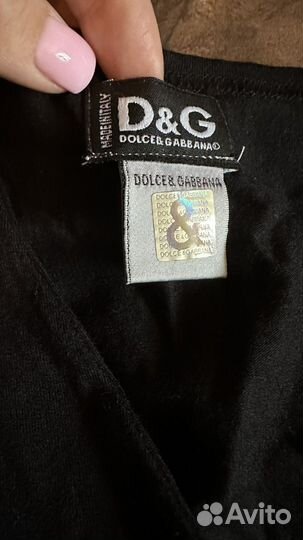 MADE IN ITALY
D&G
DOLCE&GABBANA®
DOLCE&GABBANA
&
Avito